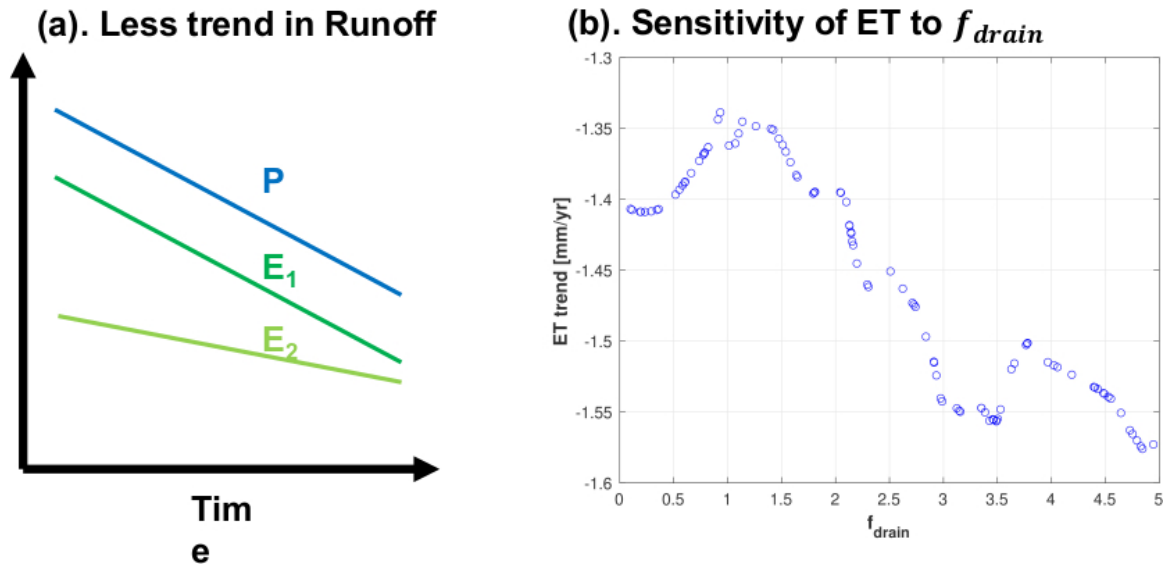 (a). Less trend in Runoff
P
E₁
E₂
Tim
e
(b). Sensitivity of ET to f_drain
-1.3
-1.35
-1.4
-1.45
-1.5
-1.55
-1.6
ET trend [mm/yr]
0 0.5 1 1.5 2 2.5 3 3.5 4 4.5 5
f_drain